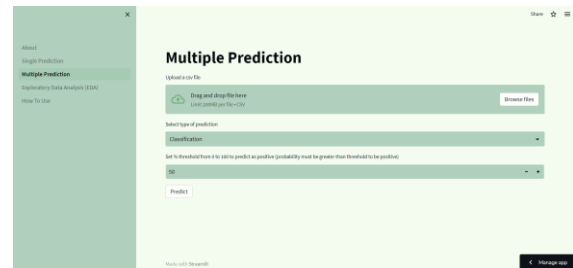 ×
Share
About
Single Prediction
Multiple Prediction
Exploratory Data Analysis (EDA)
How To Use
Multiple Prediction
Upload a csv file
Drag and drop file here
Limit 200MB per file • CSV
Browse files
Select type of prediction
Classification
Set % threshold from 0 to 100 to predict as positive (probability must be greater than threshold to be positive)
50
- +
Predict
Made with Streamlit
< Manage app